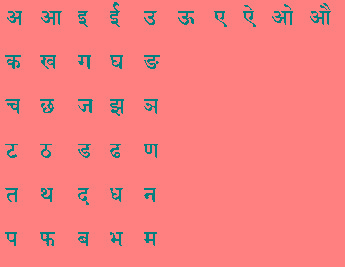 अ आ इ ई उ ऊ ए ऐ ओ औ
क ख ग घ ङ
च छ ज झ ञ
ट ठ ड ढ ण
त थ द ध न
प फ ब भ म